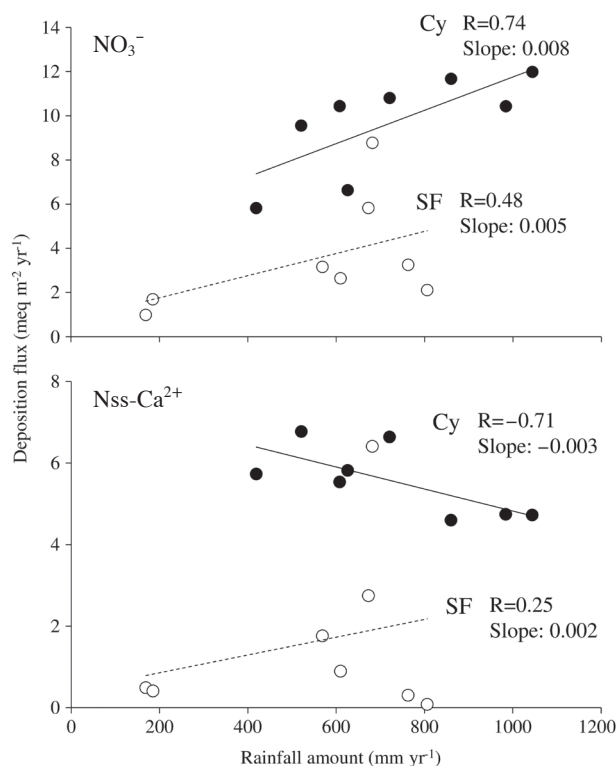 14
NO₃⁻
Cy R=0.74
Slope: 0.008
12
10
8
SF R=0.48
Slope: 0.005
6
4
2
0
Deposition flux (meq m⁻² yr⁻¹)
8
Nss-Ca²⁺
Cy R=−0.71
Slope: −0.003
6
4
SF R=0.25
Slope: 0.002
2
0
0 200 400 600 800 1000 1200
Rainfall amount (mm yr⁻¹)